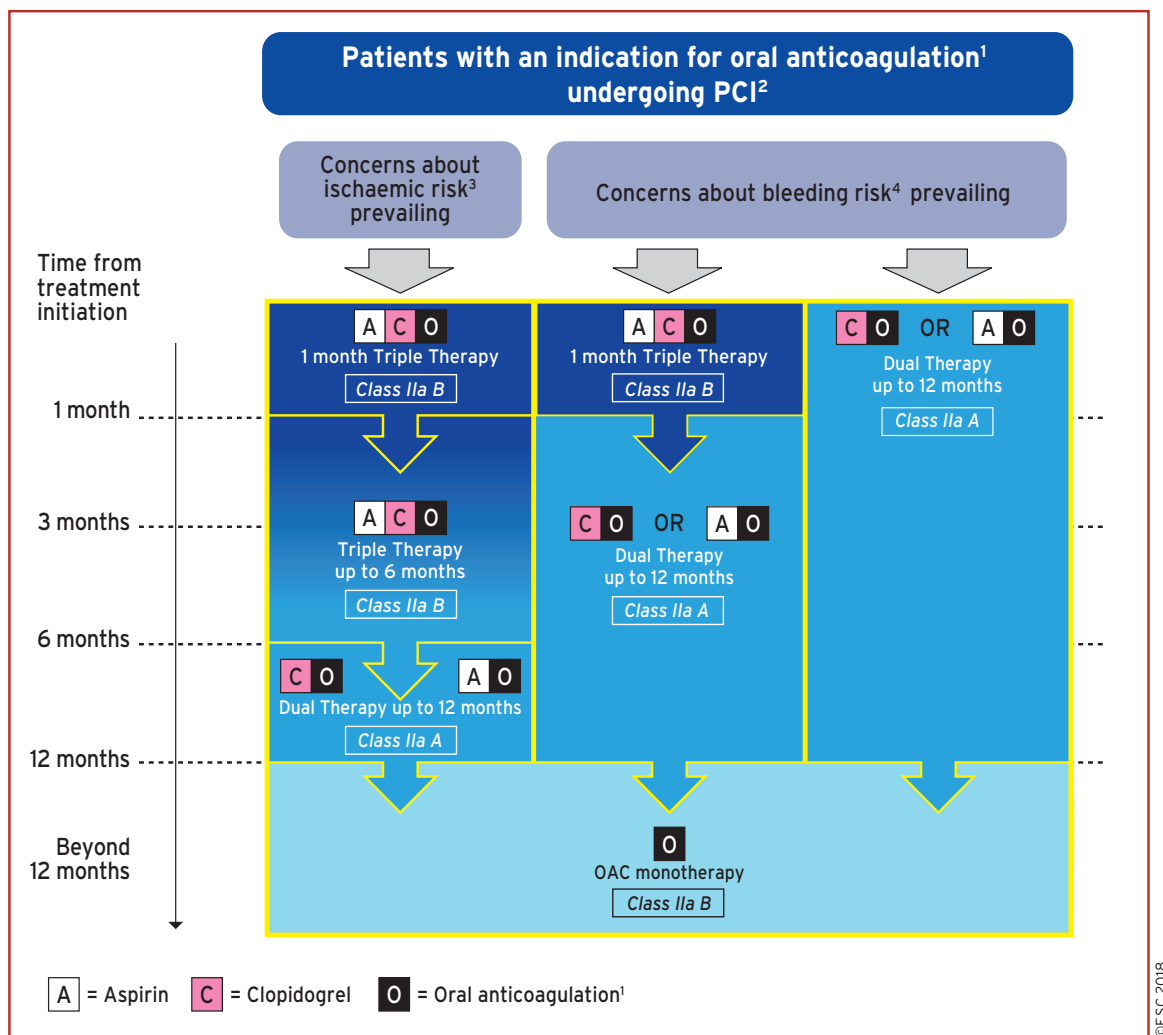 Patients with an indication for oral anticoagulation¹
undergoing PCI²
Concerns about
ischaemic risk³
prevailing
Concerns about bleeding risk⁴ prevailing
Time from
treatment
initiation
A C O
1 month Triple Therapy
Class IIa B
A C O
1 month Triple Therapy
Class IIa B
C O OR A O
Dual Therapy
up to 12 months
Class IIa A
1 month
3 months
A C O
Triple Therapy
up to 6 months
Class IIa B
C O OR A O
Dual Therapy
up to 12 months
Class IIa A
6 months
C O A O
Dual Therapy up to 12 months
Class IIa A
12 months
Beyond
12 months
O
OAC monotherapy
Class IIa B
A = Aspirin C = Clopidogrel O = Oral anticoagulation¹
©ESC 2018